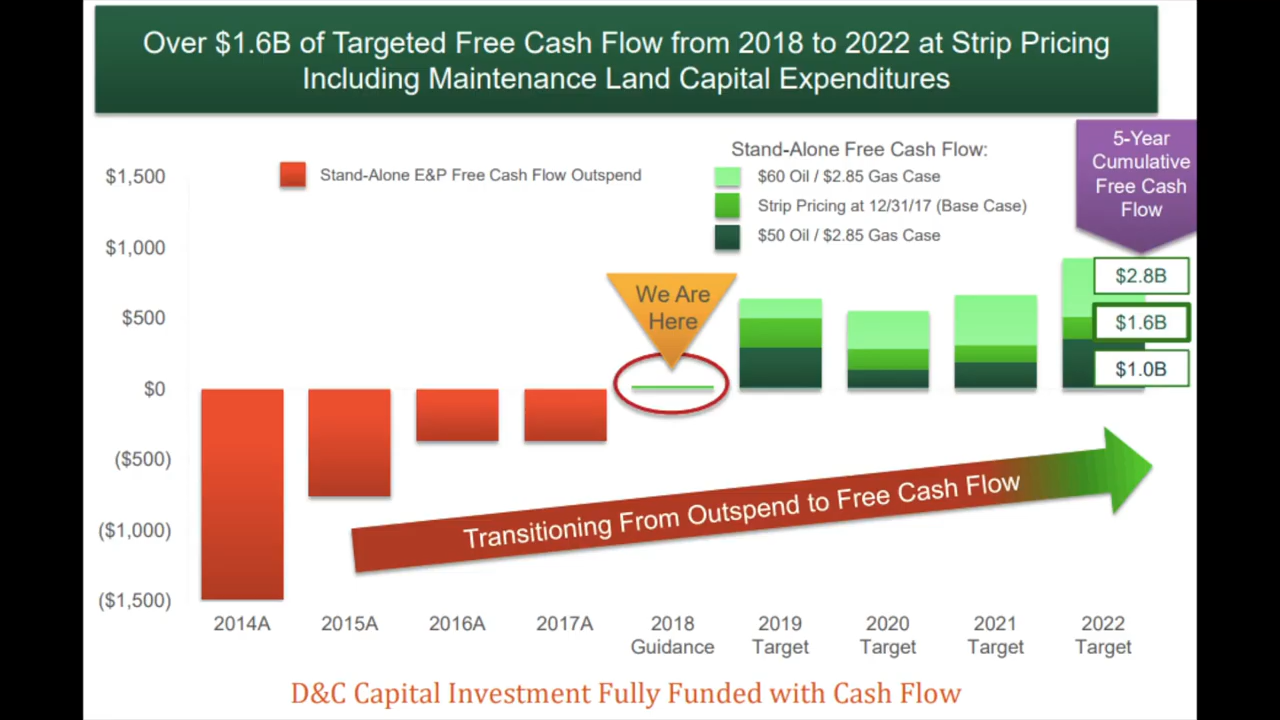 Over $1.6B of Targeted Free Cash Flow from 2018 to 2022 at Strip Pricing
Including Maintenance Land Capital Expenditures
5-Year
Cumulative
Free Cash
Flow
Stand-Alone Free Cash Flow:
$60 Oil / $2.85 Gas Case
Strip Pricing at 12/31/17 (Base Case)
$50 Oil / $2.85 Gas Case
Stand-Alone E&P Free Cash Flow Outspend
$1,500
$1,000
$500
$0
($500)
($1,000)
($1,500)
We Are
Here
$2.8B
$1.6B
$1.0B
Transitioning From Outspend to Free Cash Flow
2014A
2015A
2016A
2017A
2018
Guidance
2019
Target
2020
Target
2021
Target
2022
Target
D&C Capital Investment Fully Funded with Cash Flow